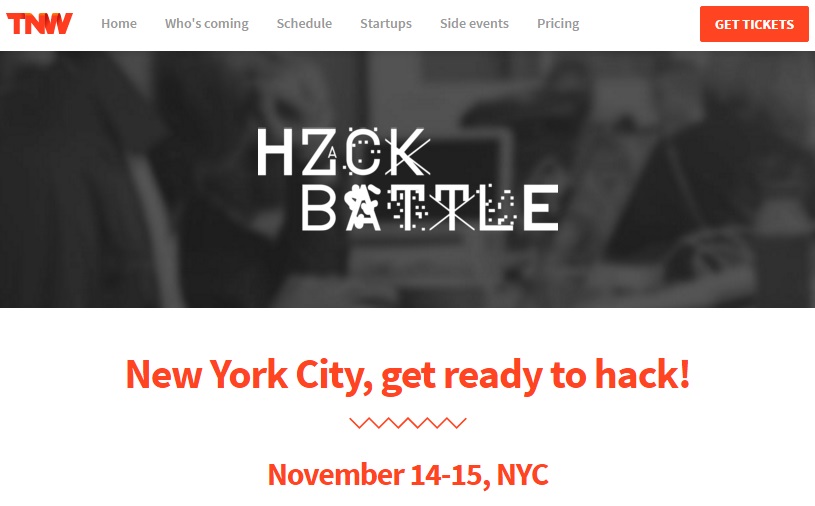 TNW Home Who's coming Schedule Startups Side events Pricing GET TICKETS
HACK
BATTLE
New York City, get ready to hack!
November 14-15, NYC